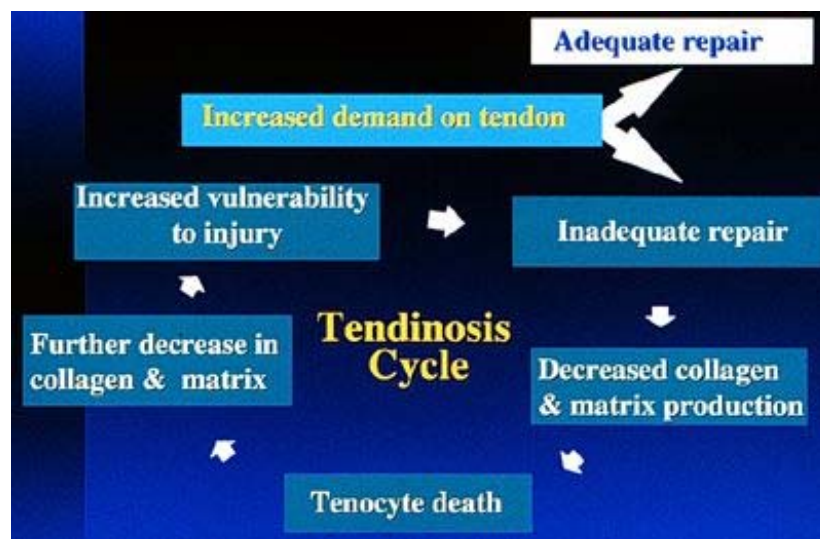 Adequate repair
Increased demand on tendon
Increased vulnerability
to injury
Inadequate repair
Tendinosis
Cycle
Further decrease in
collagen & matrix
Decreased collagen
& matrix production
Tenocyte death